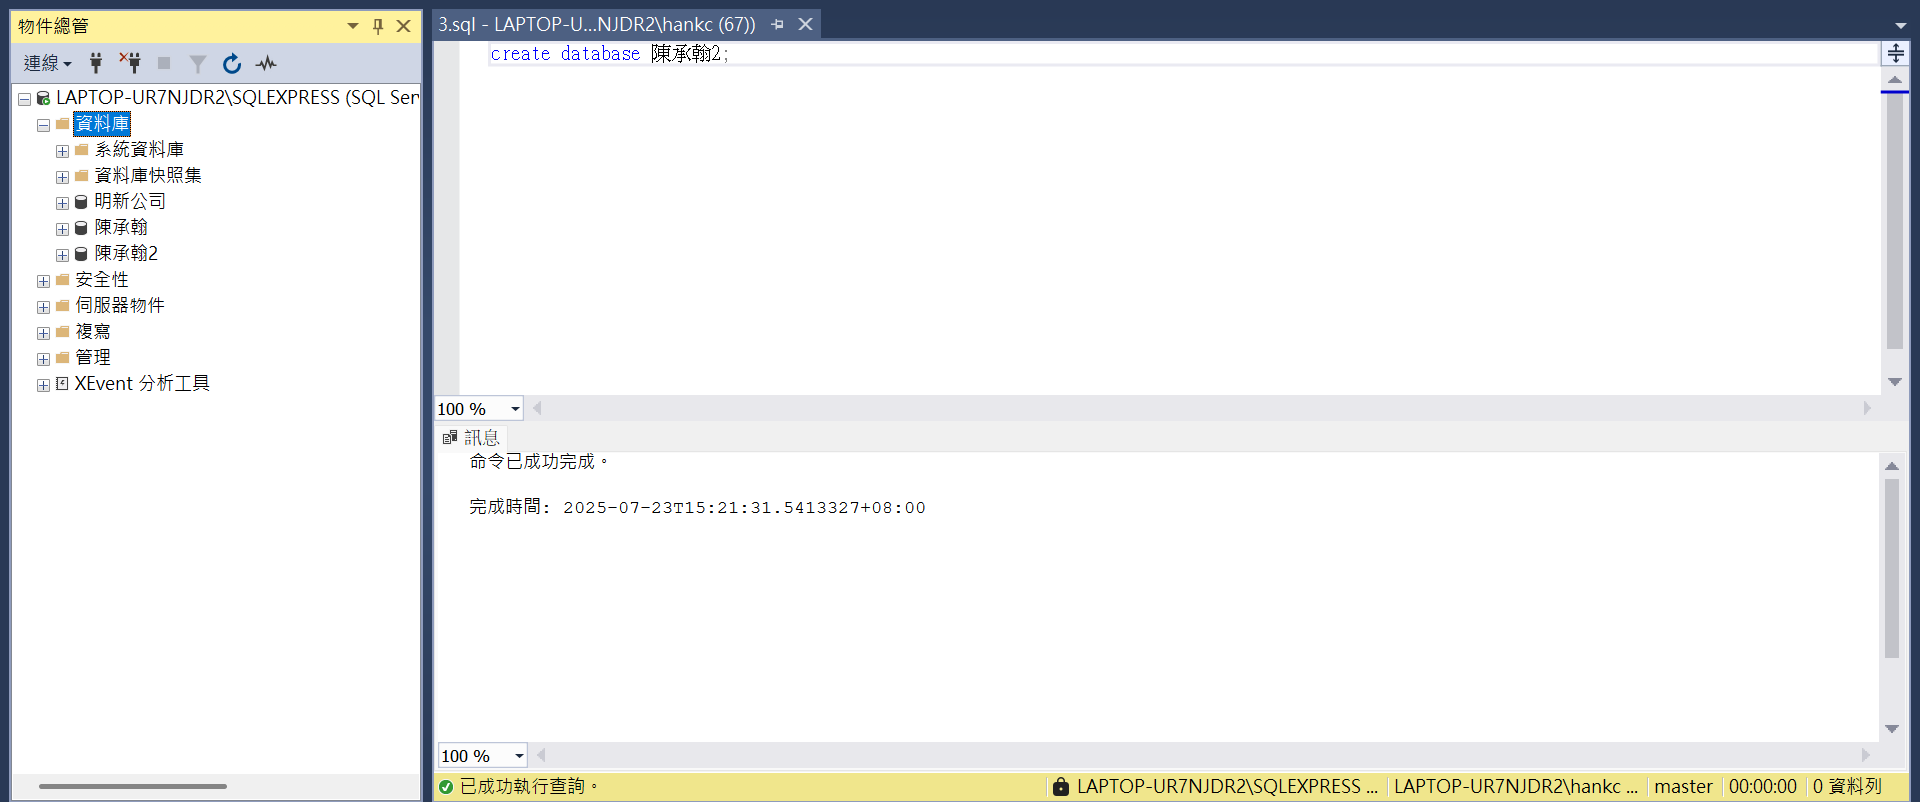 物件總管
連線
LAPTOP-UR7NJDR2\SQLEXPRESS (SQL Ser
資料庫
系統資料庫
資料庫快照集
明新公司
陳承翰
陳承翰2
安全性
伺服器物件
複寫
管理
XEvent 分析工具
3.sql - LAPTOP-U...NJDR2\hankc (67))
create database 陳承翰2;
100 %
訊息
命令已成功完成。
完成時間: 2025-07-23T15:21:31.5413327+08:00
100 %
已成功執行查詢。
LAPTOP-UR7NJDR2\SQLEXPRESS ...
LAPTOP-UR7NJDR2\hankc ...
master
00:00:00
0 資料列